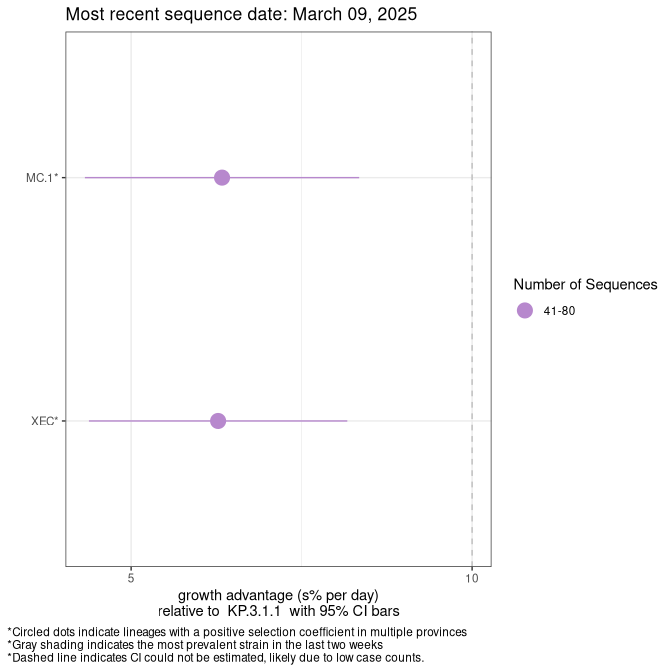 Most recent sequence date: March 09, 2025
MC.1*
XEC*
5
10
growth advantage (s% per day)
relative to KP.3.1.1 with 95% CI bars
Number of Sequences
41-80
*Circled dots indicate lineages with a positive selection coefficient in multiple provinces
*Gray shading indicates the most prevalent strain in the last two weeks
*Dashed line indicates CI could not be estimated, likely due to low case counts.